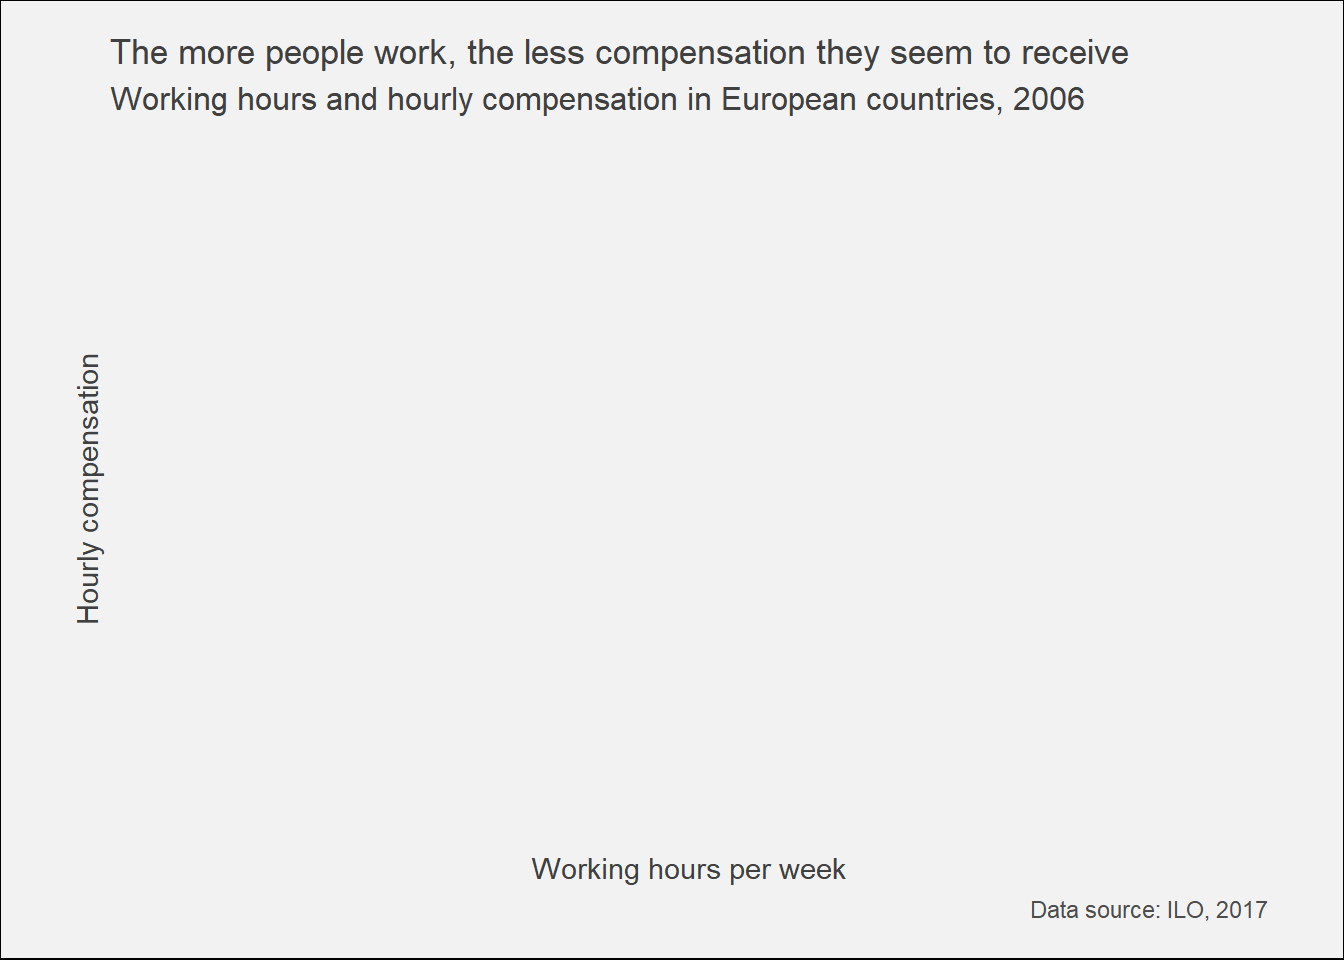 The more people work, the less compensation they seem to receive
Working hours and hourly compensation in European countries, 2006
Hourly compensation
Working hours per week
Data source: ILO, 2017